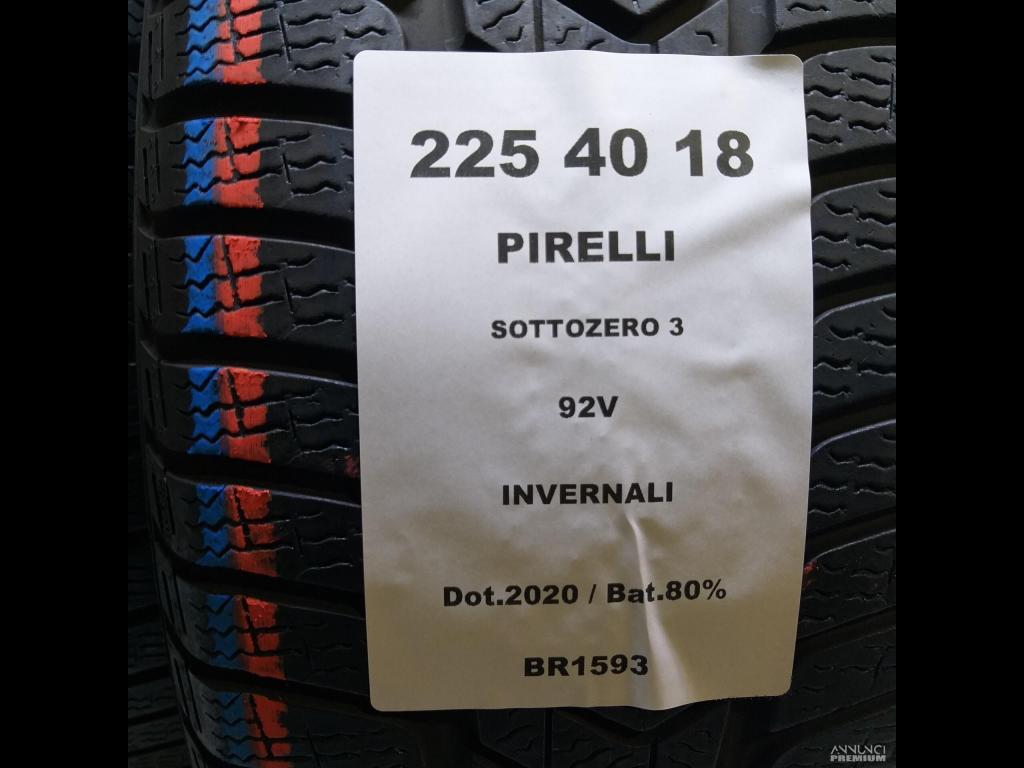 225 40 18
PIRELLI
SOTTOZERO 3
92V
INVERNALI
Dot.2020 / Bat.80%
BR1593
ANNUNCI
PREMIUM